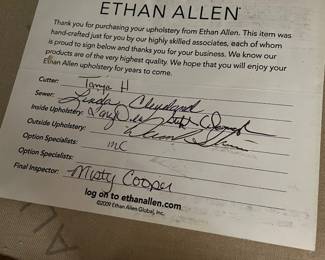 ETHAN ALLEN®
Thank you for purchasing your upholstery from Ethan Allen. This item was
hand-crafted just for you by our highly skilled associates, each of whom
is proud to sign below and thank you for your business. We know our
products are of the very highest quality. We hope that you will enjoy your
Ethan Allen upholstery for years to come.
Cutter: Tanya H
Sewer: Linda Cleveland
Inside Upholstery:
Outside Upholstery:
Option Specialists: MC
Option Specialists:
Final Inspector: Misty Cooper
log on to ethanallen.com
©2009 Ethan Allen Global, Inc.